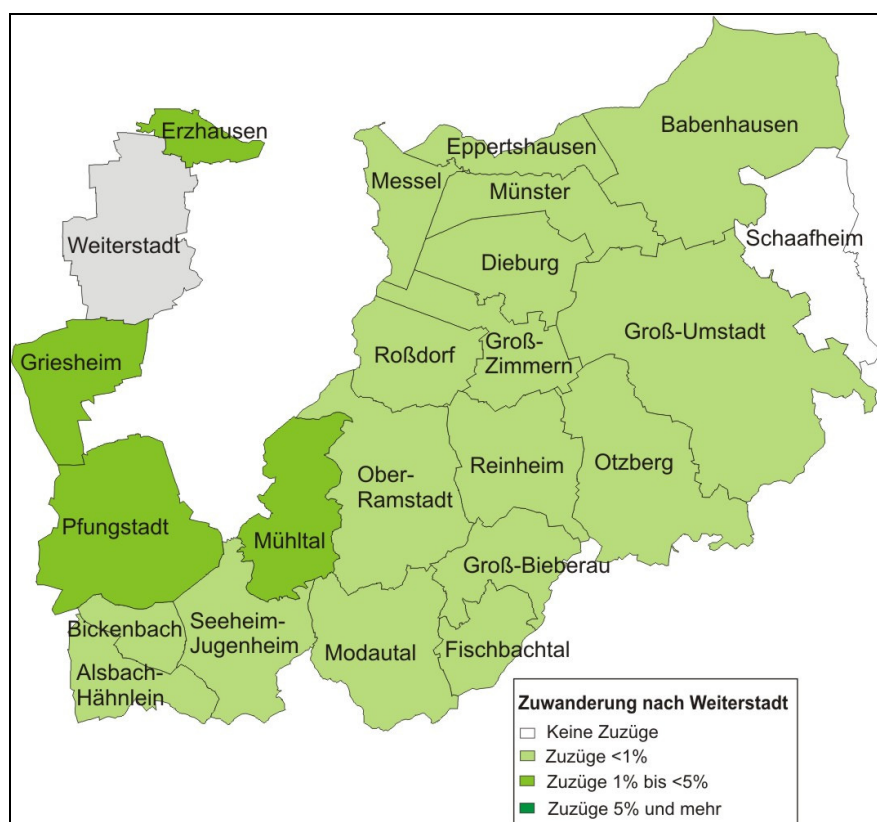 Erzhausen
Babenhausen
Eppertshausen
Messel
Münster
Schaafheim
Weiterstadt
Dieburg
Groß-Umstadt
Griesheim
Roßdorf
Groß-
Zimmern
Ober-
Ramstadt
Reinheim
Otzberg
Pfungstadt
Mühltal
Groß-Bieberau
Bickenbach
Seeheim-
Jugenheim
Modautal
Fischbachtal
Alsbach-
Hähnlein
Zuwanderung nach Weiterstadt
Keine Zuzüge
Zuzüge <1%
Zuzüge 1% bis <5%
Zuzüge 5% und mehr